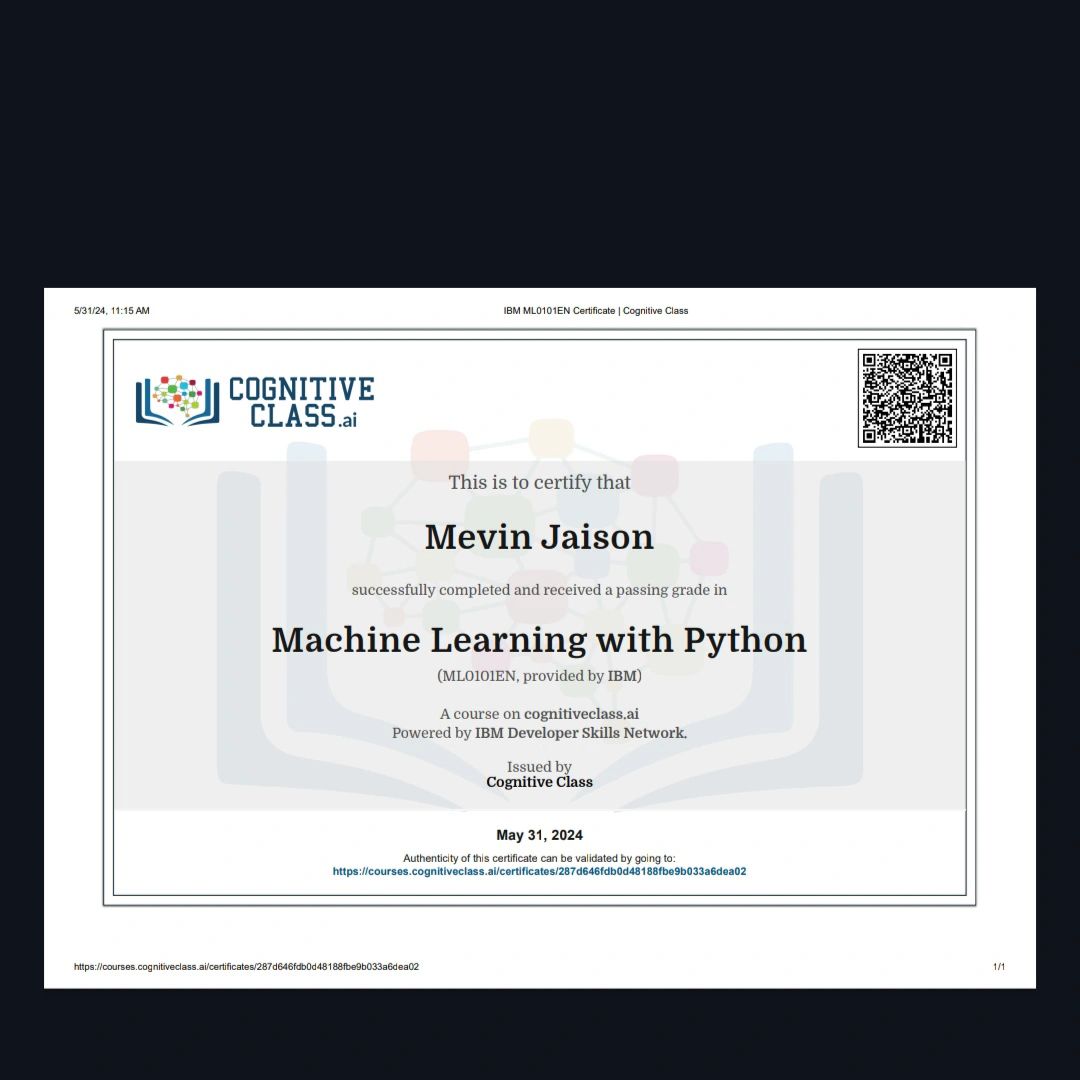 5/31/24, 11:15 AM
IBM ML0101EN Certificate | Cognitive Class
COGNITIVE
CLASS.ai
This is to certify that
Mevin Jaison
successfully completed and received a passing grade in
Machine Learning with Python
(ML0101EN, provided by IBM)
A course on cognitiveclass.ai
Powered by IBM Developer Skills Network.
Issued by
Cognitive Class
May 31, 2024
Authenticity of this certificate can be validated by going to:
https://courses.cognitiveclass.ai/certificates/287d646fdb0d48188fbe9b033a6dea02
https://courses.cognitiveclass.ai/certificates/287d646fdb0d48188fbe9b033a6dea02
1/1